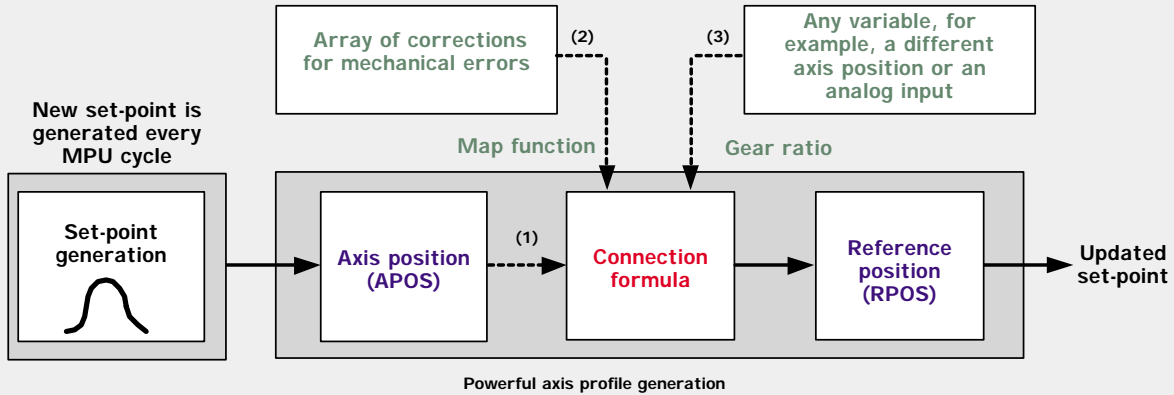 Array of corrections
for mechanical errors
(2)
(3)
Any variable, for
example, a different
axis position or an
analog input
New set-point is
generated every
MPU cycle
Map function
Gear ratio
Set-point
generation
Axis position
(APOS)
(1)
Connection
formula
Reference
position
(RPOS)
Updated
set-point
Powerful axis profile generation